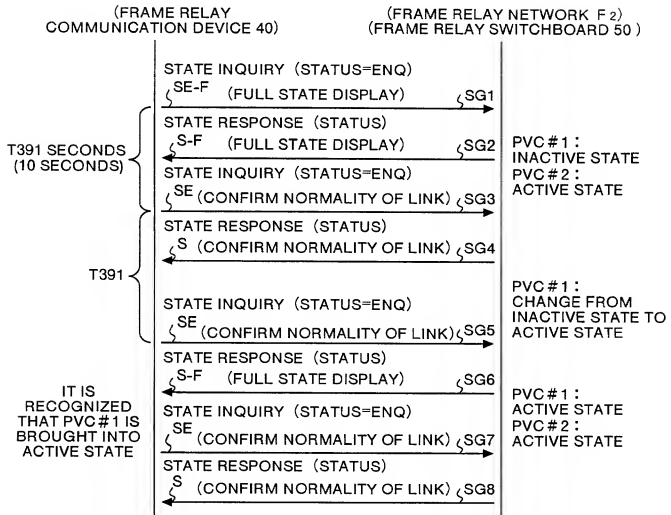 (FRAME RELAY
COMMUNICATION DEVICE 40)
(FRAME RELAY NETWORK F2)
(FRAME RELAY SWITCHBOARD 50)
STATE INQUIRY (STATUS=ENQ)
SE-F (FULL STATE DISPLAY) SG1
STATE RESPONSE (STATUS)
S-F (FULL STATE DISPLAY) SG2
T391 SECONDS
(10 SECONDS)
PVC#1:
INACTIVE STATE
PVC#2:
ACTIVE STATE
STATE INQUIRY (STATUS=ENQ)
SE (CONFIRM NORMALITY OF LINK) SG3
STATE RESPONSE (STATUS)
S (CONFIRM NORMALITY OF LINK) SG4
T391
PVC#1:
CHANGE FROM
INACTIVE STATE TO
ACTIVE STATE
STATE INQUIRY (STATUS=ENQ)
SE (CONFIRM NORMALITY OF LINK) SG5
STATE RESPONSE (STATUS)
S-F (FULL STATE DISPLAY) SG6
IT IS
RECOGNIZED
THAT PVC#1 IS
BROUGHT INTO
ACTIVE STATE
PVC#1:
ACTIVE STATE
PVC#2:
ACTIVE STATE
STATE INQUIRY (STATUS=ENQ)
SE (CONFIRM NORMALITY OF LINK) SG7
STATE RESPONSE (STATUS)
S (CONFIRM NORMALITY OF LINK) SG8